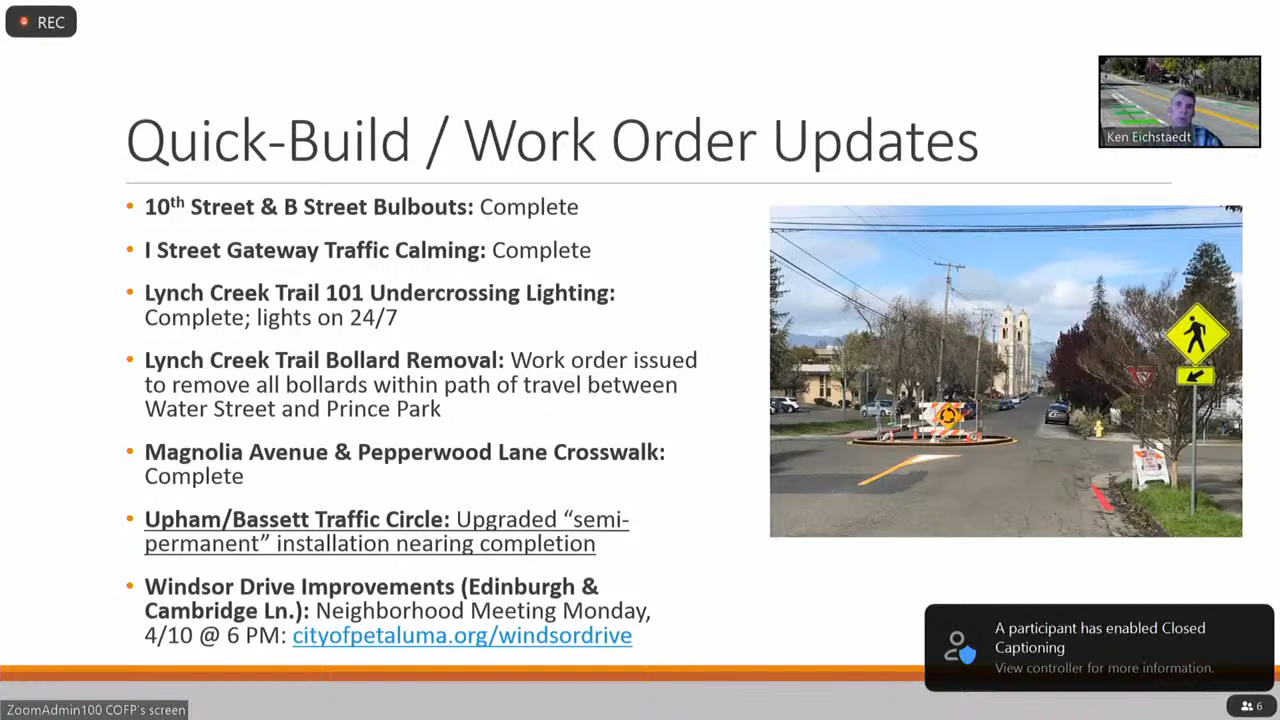 REC
Ken Eichstaedt
Quick-Build / Work Order Updates
• 10th Street & B Street Bulbouts: Complete
• I Street Gateway Traffic Calming: Complete
• Lynch Creek Trail 101 Undercrossing Lighting:
Complete; lights on 24/7
• Lynch Creek Trail Bollard Removal: Work order issued
to remove all bollards within path of travel between
Water Street and Prince Park
• Magnolia Avenue & Pepperwood Lane Crosswalk:
Complete
• Upham/Bassett Traffic Circle: Upgraded “semi-
permanent” installation nearing completion
• Windsor Drive Improvements (Edinburgh &
Cambridge Ln.): Neighborhood Meeting Monday,
4/10 @ 6 PM: cityofpetaluma.org/windsordrive
A participant has enabled Closed
Captioning
View controller for more information.
ZoomAdmin100 COFP's screen
6